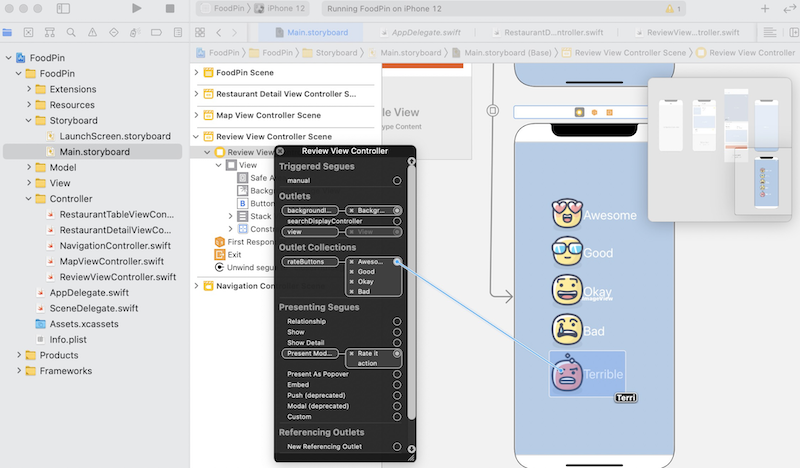 FoodPin
iPhone 12
Running FoodPin on iPhone 12
1
Main.storyboard
AppDelegate.swift
RestaurantD...ontroller.swift
ReviewView...troller.swift
FoodPin
FoodPin
Storyboard
Main.storyboard
Main.storyboard (Base)
Review View Controller Scene
Review View Controller
FoodPin
FoodPin
Extensions
Resources
Storyboard
LaunchScreen.storyboard
Main.storyboard
Model
View
Controller
RestaurantTableViewCon...
RestaurantDetailViewCo...
NavigationController.swift
MapViewController.swift
ReviewViewController.swift
AppDelegate.swift
SceneDelegate.swift
Assets.xcassets
Info.plist
Products
Frameworks
FoodPin Scene
Restaurant Detail View Controller S...
Map View Controller Scene
Review View Controller Scene
Review View
View
Safe A
Backg
Button
Stack
Constr
First Respon
Exit
Unwind segu
Navigation Con
Review View Controller
Triggered Segues
manual
Outlets
backgroundI...
Backgr...
searchDisplayController
view
View
Outlet Collections
rateButtons
Aweso...
Good
Okay
Bad
Presenting Segues
Relationship
Show
Show Detail
Present Mod...
Rate it
action
Present As Popover
Embed
Push (deprecated)
Modal (deprecated)
Custom
Referencing Outlets
New Referencing Outlet
le View
type Content
Awesome
Good
Okay
ImageView
Bad
Terrible
Terri